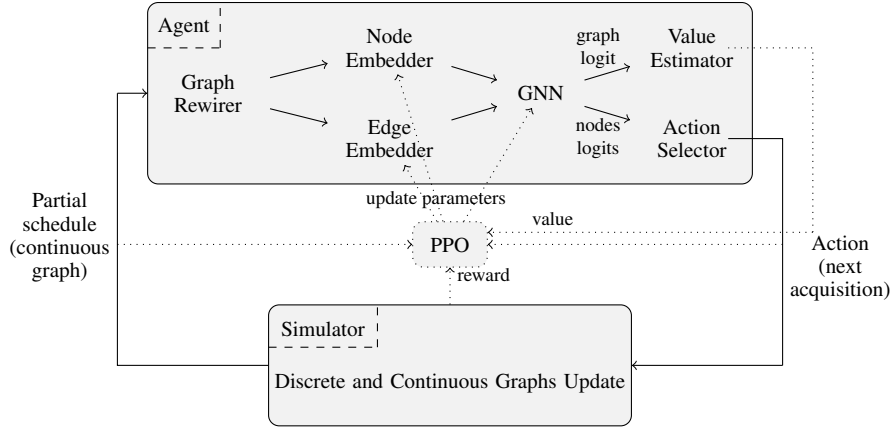 Agent
Graph
Rewirer
Node
Embedder
Edge
Embedder
GNN
graph
logit
nodes
logits
Value
Estimator
Action
Selector
update parameters
Partial
schedule
(continuous
graph)
PPO
value
reward
Action
(next
acquisition)
Simulator
Discrete and Continuous Graphs Update